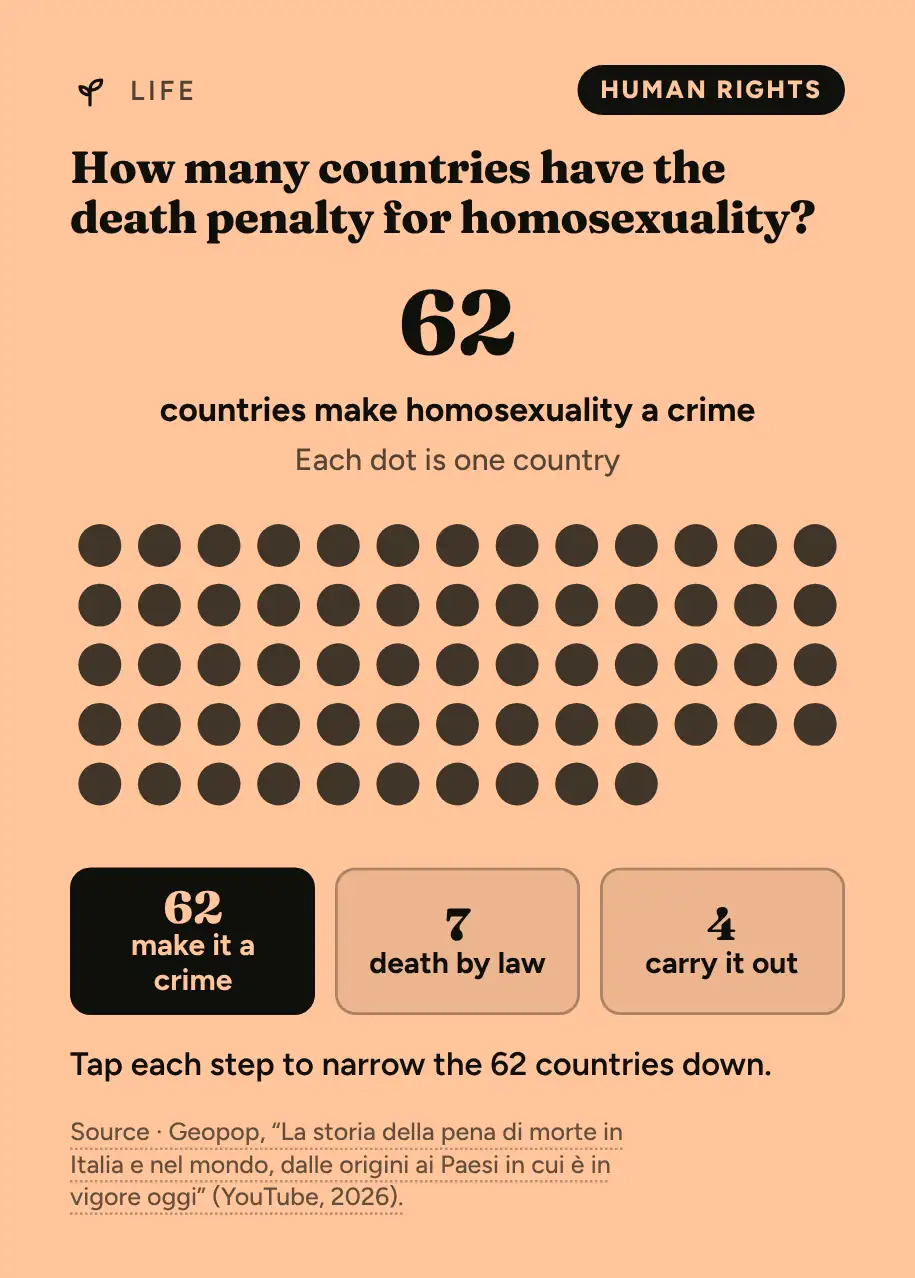 LIFE
HUMAN RIGHTS
How many countries have the
death penalty for homosexuality?
62
countries make homosexuality a crime
Each dot is one country
62
make it a
crime
7
death by law
4
carry it out
Tap each step to narrow the 62 countries down.
Source · Geopop, “La storia della pena di morte in
Italia e nel mondo, dalle origini ai Paesi in cui è in
vigore oggi” (YouTube, 2026).